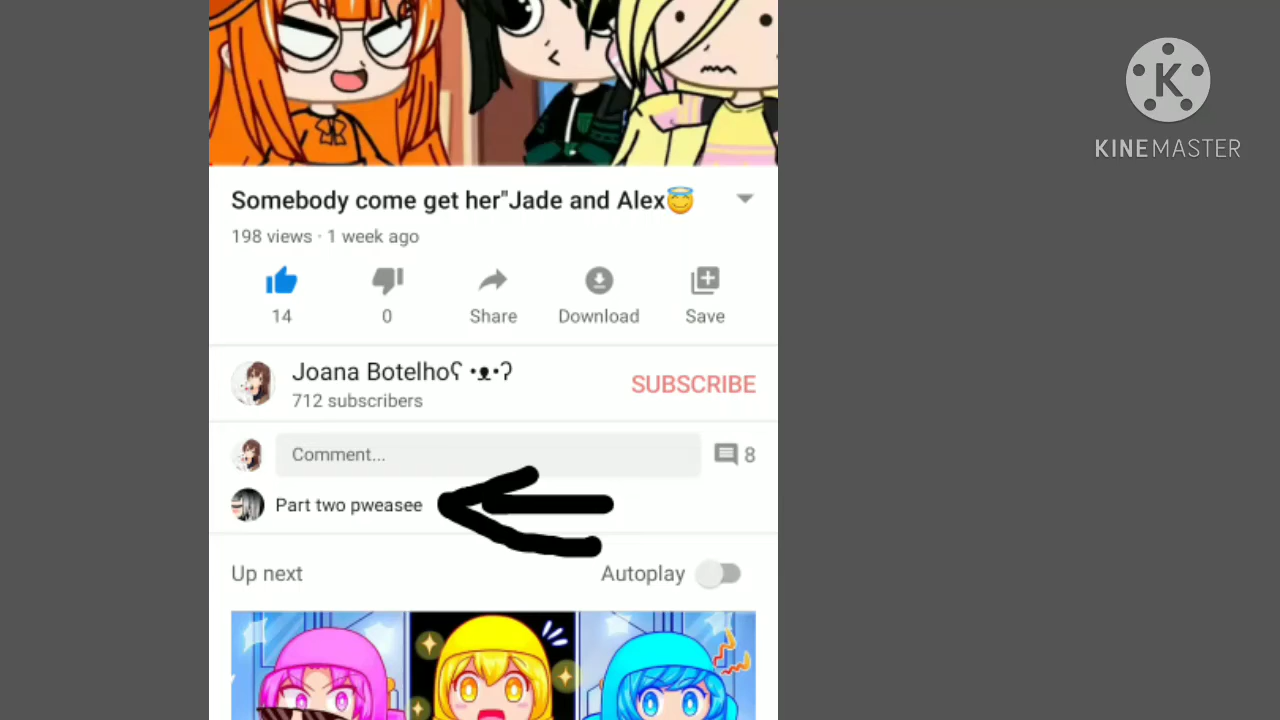 K
KINEMASTER
Somebody come get her"Jade and Alex😇
198 views · 1 week ago
14
0
Share
Download
Save
Joana Botelhoʕ •ᴥ•ʔ
712 subscribers
SUBSCRIBE
Comment...
8
Part two pweasee
Up next
Autoplay